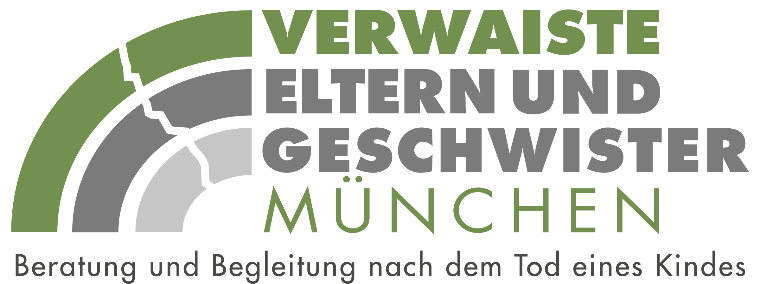 VERWAISTE
ELTERN UND
GESCHWISTER
MÜNCHEN
Beratung und Begleitung nach dem Tod eines Kindes